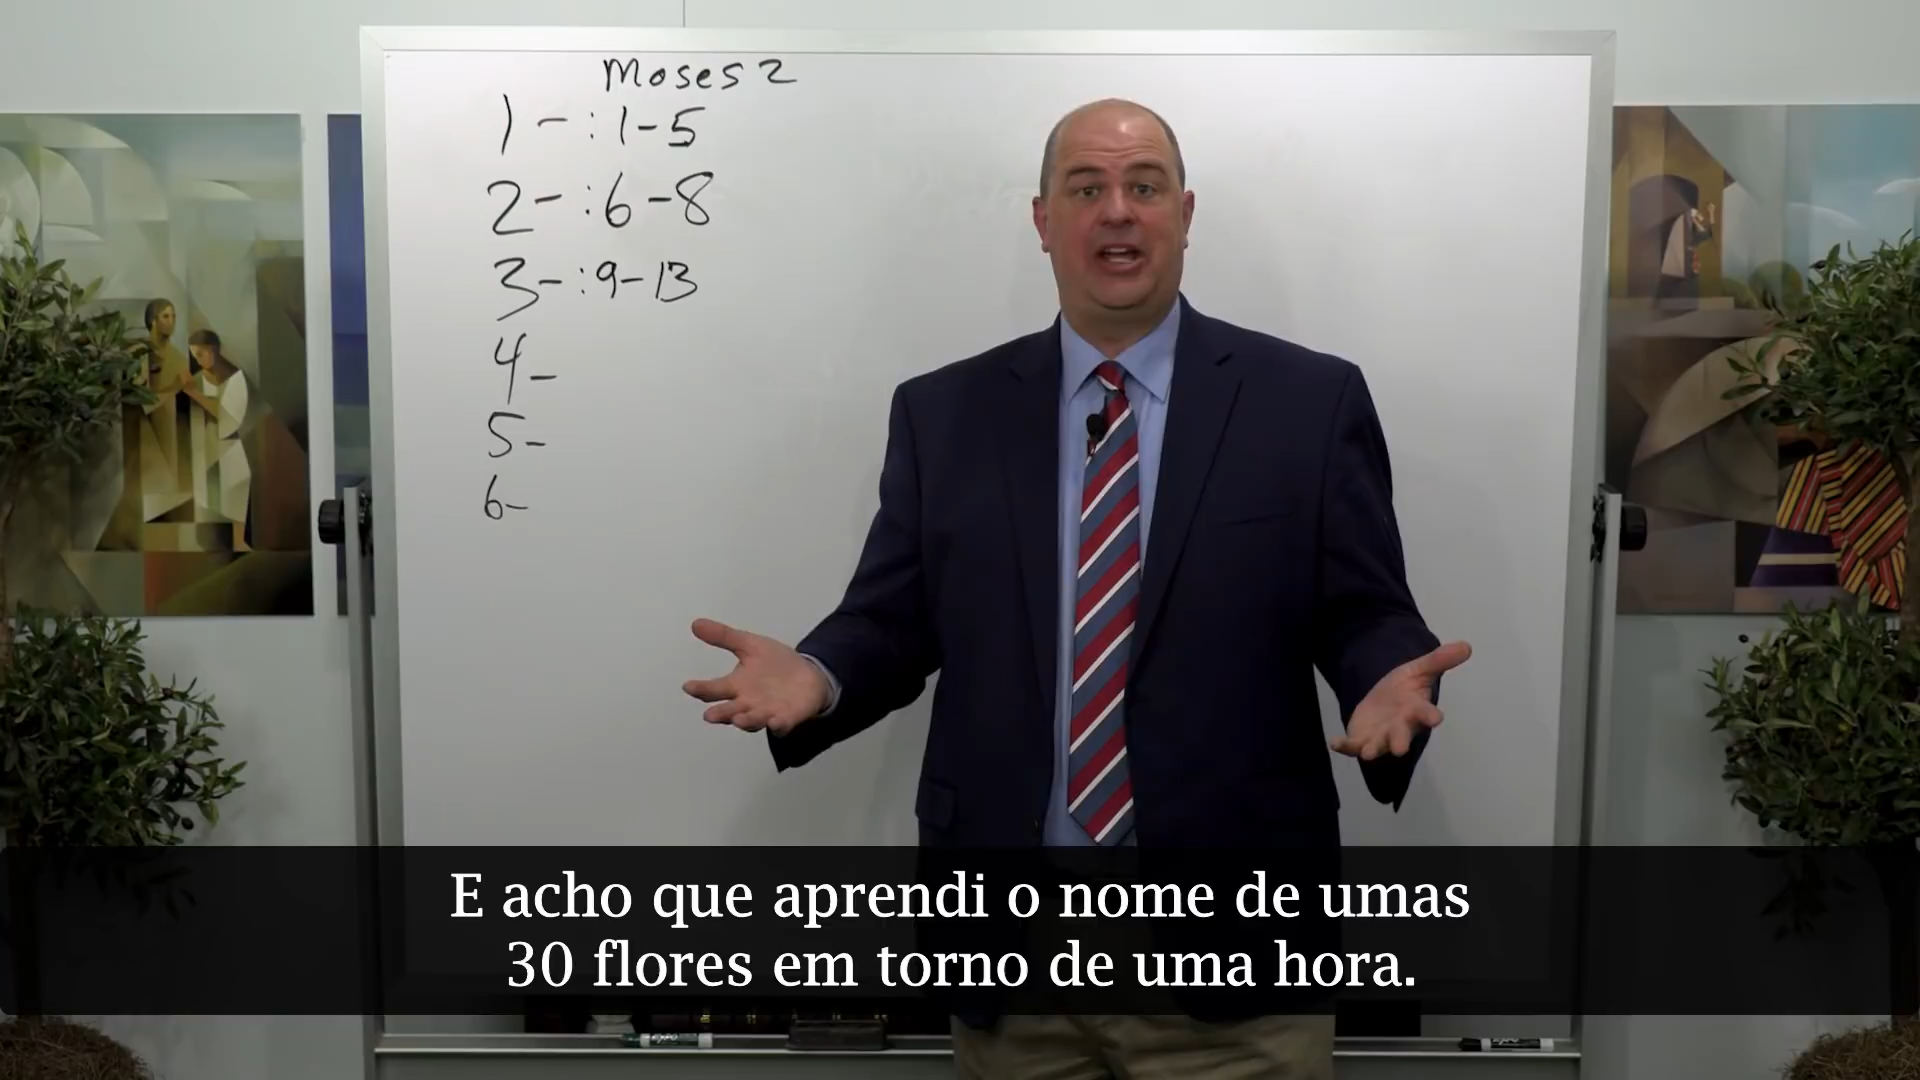 Moses 2
1 - :1-5
2 - :6-8
3 - :9-13
4 -
5 -
6 -
E acho que aprendi o nome de umas
30 flores em torno de uma hora.
expo